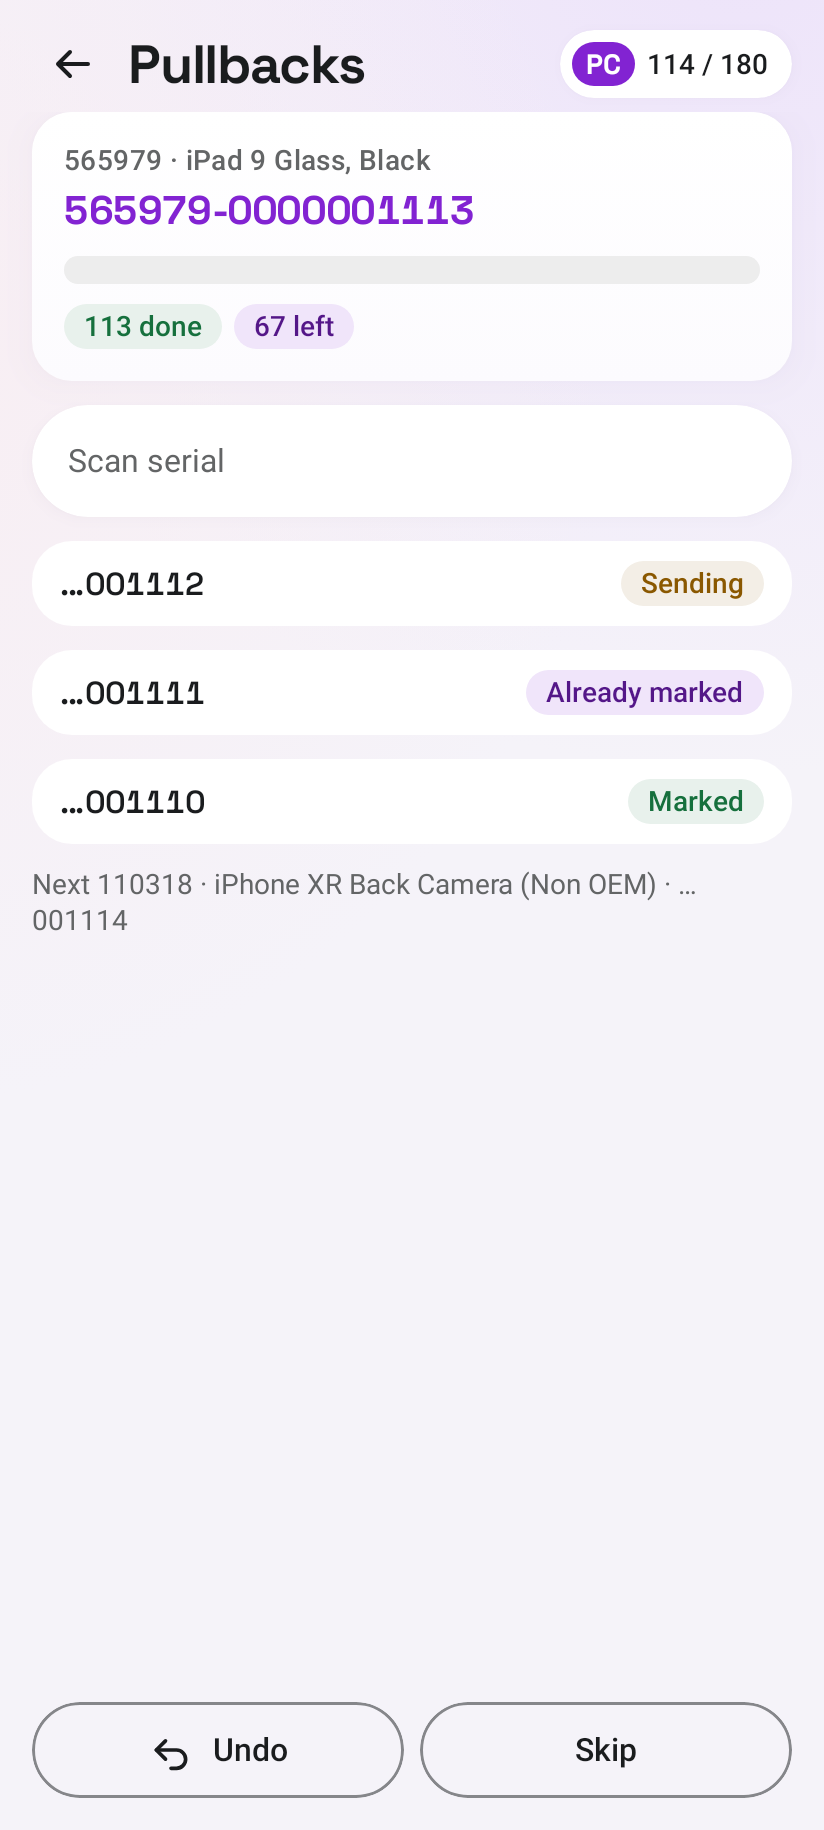 Pullbacks
PC 114 / 180
565979 · iPad 9 Glass, Black
565979-0000001113
113 done 67 left
Scan serial
…001112 Sending
…001111 Already marked
…001110 Marked
Next 110318 · iPhone XR Back Camera (Non OEM) · …
001114
Undo Skip